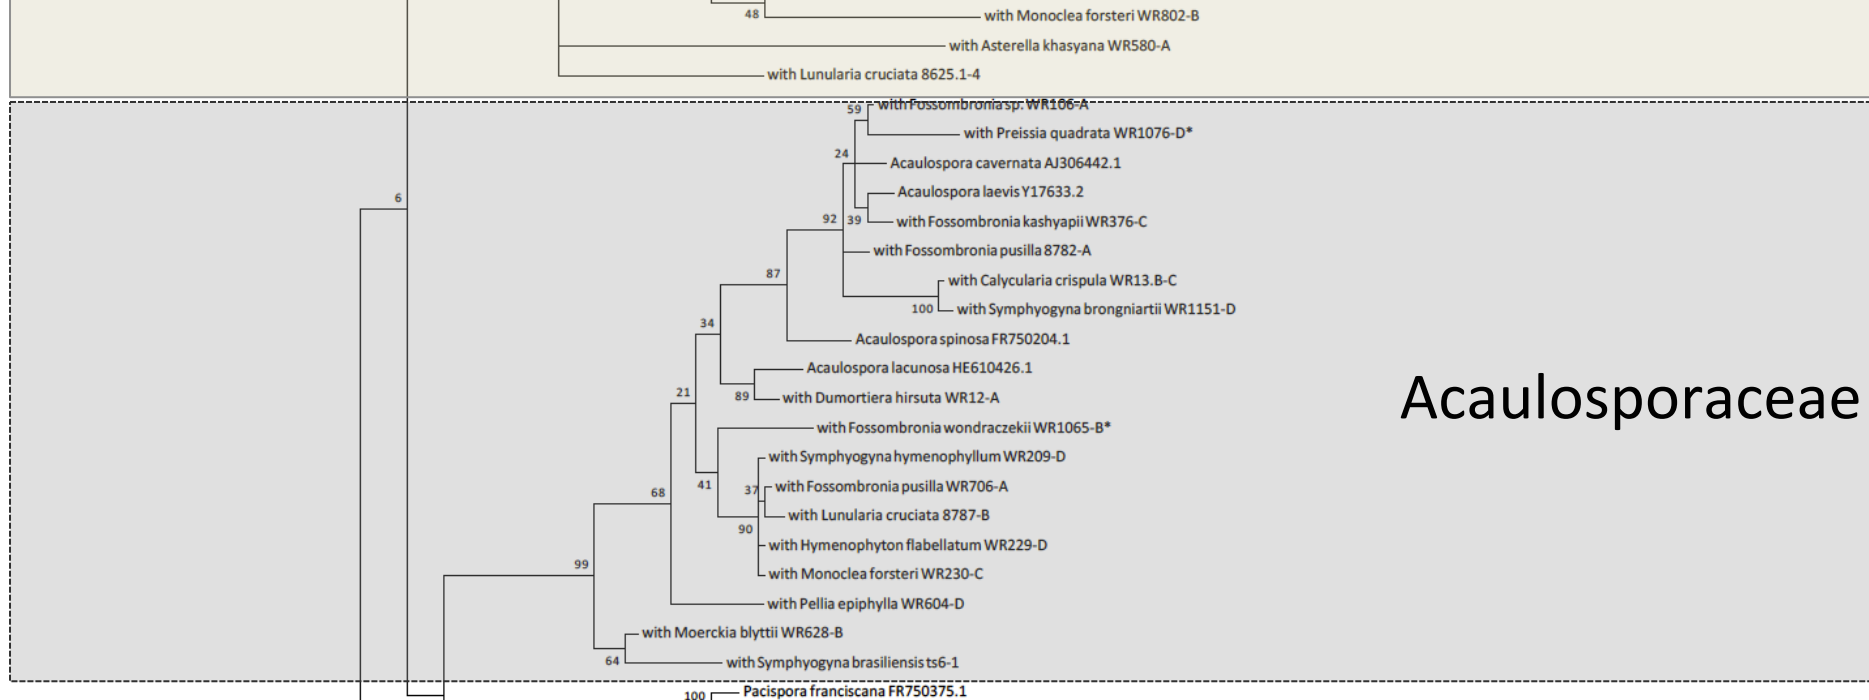 48
with Monoclea forsteri WR802-B
with Asterella khasyana WR580-A
with Lunularia cruciata 8625.1-4
with Fossombronia sp. WR106-A
59
with Preissia quadrata WR1076-D*
24
Acaulospora cavernata AJ306442.1
Acaulospora laevis Y17633.2
6
92
39
with Fossombronia kashyapii WR376-C
with Fossombronia pusilla 8782-A
87
with Calycularia crispula WR13.B-C
100
with Symphyogyna brongniartii WR1151-D
34
Acaulospora spinosa FR750204.1
Acaulospora lacunosa HE610426.1
21
89
with Dumortiera hirsuta WR12-A
Acaulosporaceae
with Fossombronia wondraczekii WR1065-B*
with Symphyogyna hymenophyllum WR209-D
41
37
with Fossombronia pusilla WR706-A
68
with Lunularia cruciata 8787-B
90
with Hymenophyton flabellatum WR229-D
99
with Monoclea forsteri WR230-C
with Pellia epiphylla WR604-D
with Moerckia blyttii WR628-B
64
with Symphyogyna brasiliensis ts6-1
100
Pacispora franciscana FR750375.1